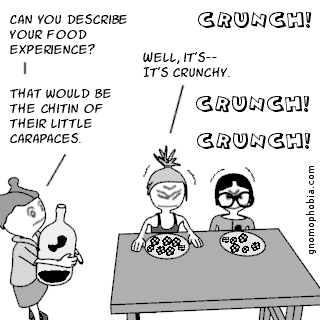 CAN YOU DESCRIBE
YOUR FOOD
EXPERIENCE?
CRUNCH!
WELL, IT'S--
IT'S CRUNCHY.
THAT WOULD BE
THE CHITIN OF
THEIR LITTLE
CARAPACES.
CRUNCH!
CRUNCH!
gnomophobia.com